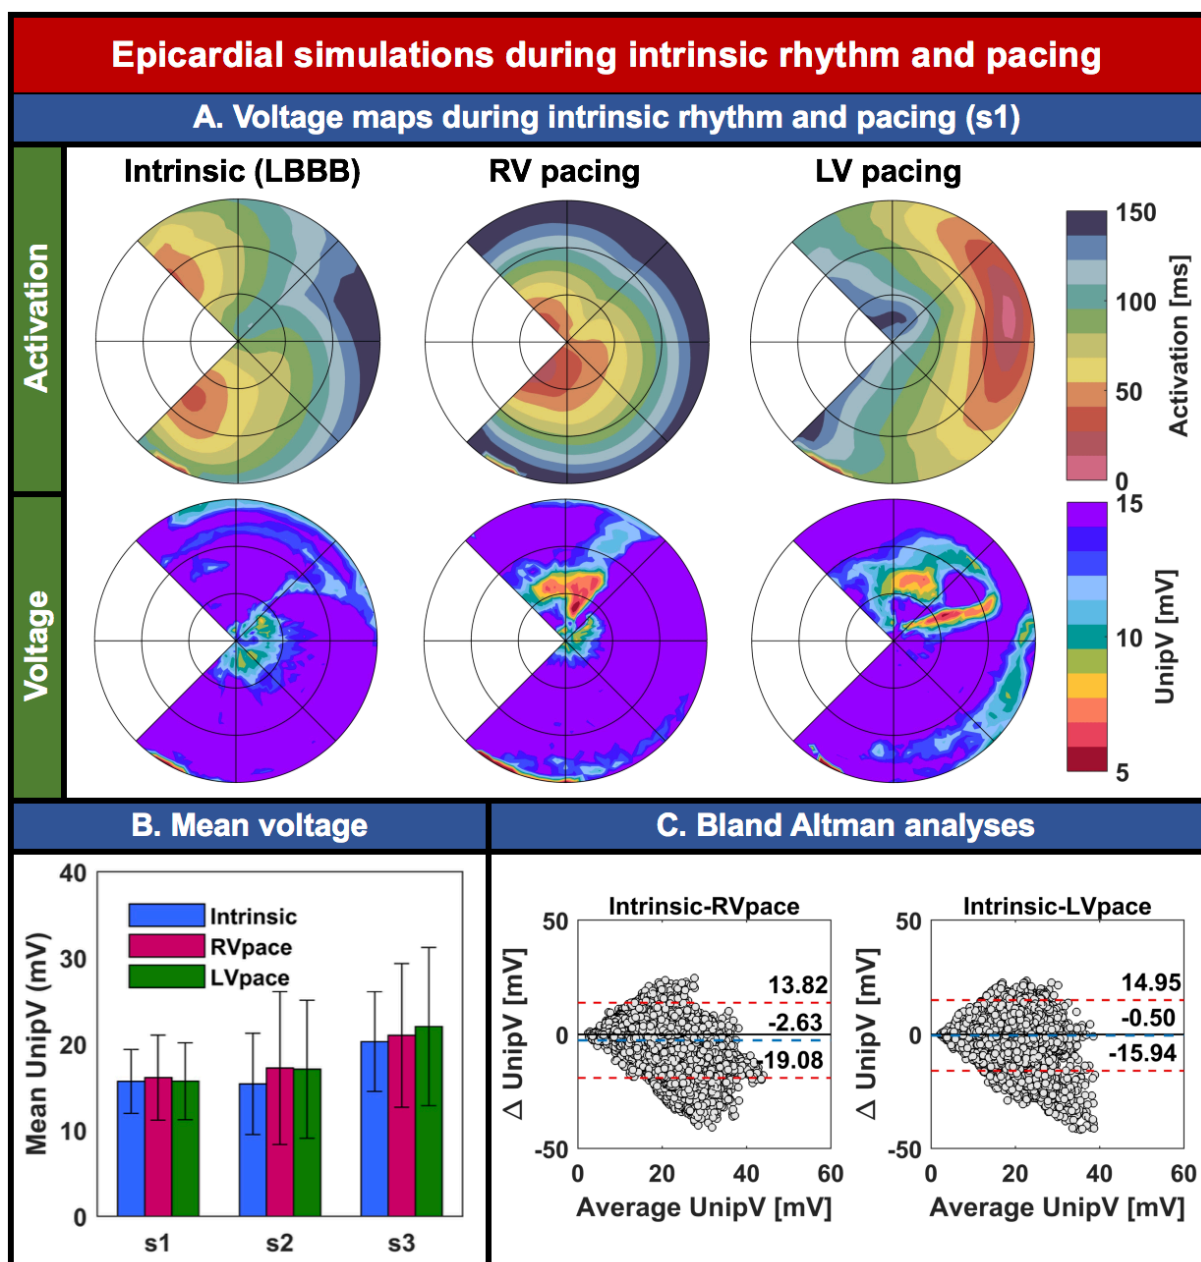 Epicardial simulations during intrinsic rhythm and pacing
A. Voltage maps during intrinsic rhythm and pacing (s1)
Intrinsic (LBBB)
RV pacing
LV pacing
Activation
150
100
50
0
Activation [ms]
Voltage
15
10
5
UnipV [mV]
B. Mean voltage
Mean UnipV (mV)
40
30
20
10
0
Intrinsic
RVpace
LVpace
s1
s2
s3
C. Bland Altman analyses
Intrinsic-RVpace
Δ UnipV [mV]
50
0
-50
13.82
-2.63
-19.08
0
20
40
60
Average UnipV [mV]
Intrinsic-LVpace
Δ UnipV [mV]
50
0
-50
14.95
-0.50
-15.94
0
20
40
60
Average UnipV [mV]